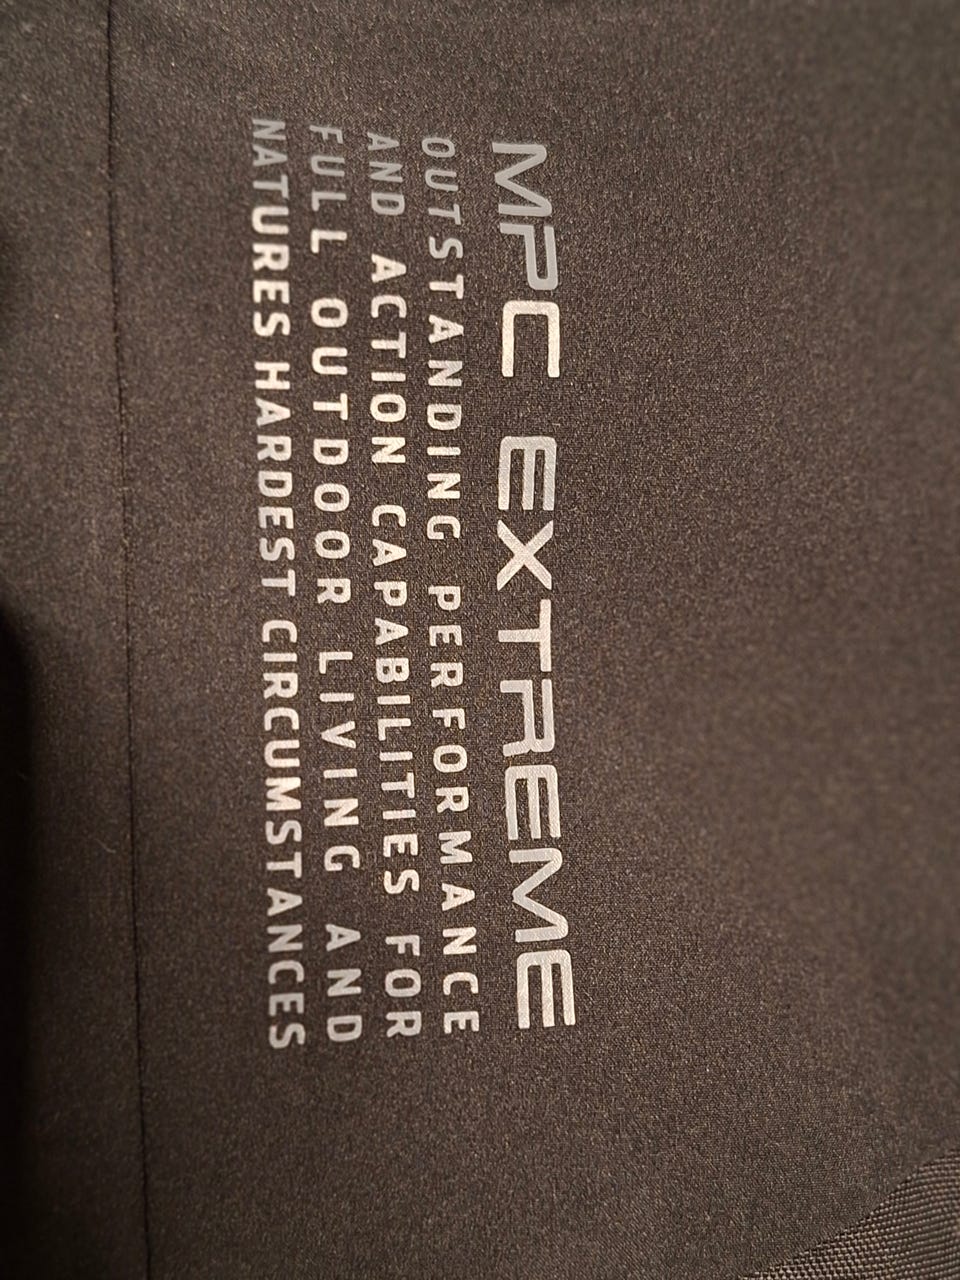 MPC EXTREME
OUTSTANDING PERFORMANCE
AND ACTION CAPABILITIES FOR
FULL OUTDOOR LIVING AND
NATURES HARDEST CIRCUMSTANCES